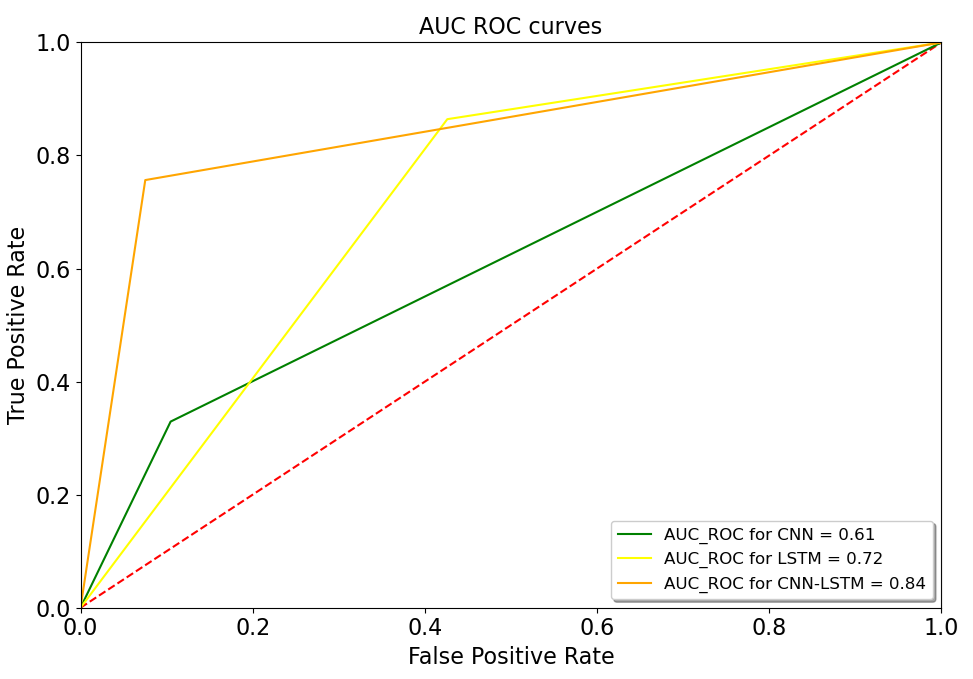 AUC ROC curves
True Positive Rate
1.0
0.8
0.6
0.4
0.2
0.0
0.0 0.2 0.4 0.6 0.8 1.0
False Positive Rate
AUC_ROC for CNN = 0.61
AUC_ROC for LSTM = 0.72
AUC_ROC for CNN-LSTM = 0.84